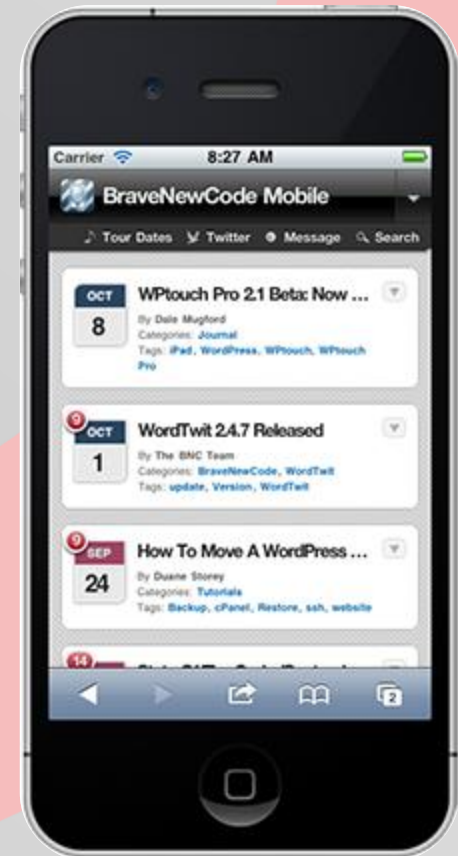 Carrier 8:27 AM
BraveNewCode Mobile
Tour Dates Twitter Message Search
OCT
8
WPtouch Pro 2.1 Beta: Now ...
By Dale Mugford
Categories: Journal
Tags: iPad, WordPress, WPtouch, WPtouch
Pro
9
OCT
1
WordTwit 2.4.7 Released
By The BNC Team
Categories: BraveNewCode, WordTwit
Tags: update, Version, WordTwit
9
SEP
24
How To Move A WordPress ...
By Duane Storey
Categories: Tutorials
Tags: Backup, cPanel, Restore, ssh, website
14
2